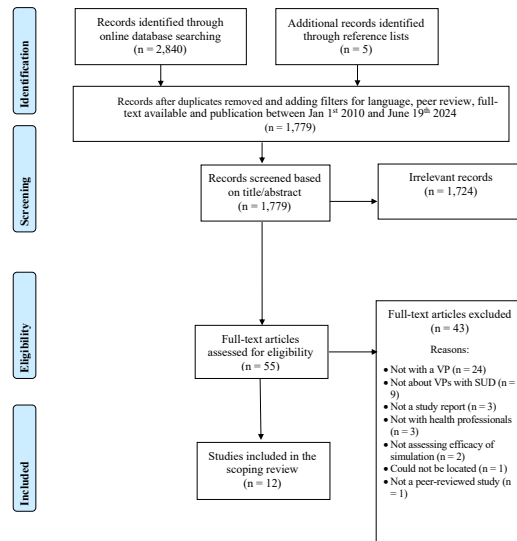 Identification
Records identified through
online database searching
(n = 2,840)
Additional records identified
through reference lists
(n = 5)
Records after duplicates removed and adding filters for language, peer review, full-
text available and publication between Jan 1st 2010 and June 19th 2024
(n = 1,779)
Screening
Records screened based
on title/abstract
(n = 1,779)
Irrelevant records
(n = 1,724)
Eligibility
Full-text articles
assessed for eligibility
(n = 55)
Full-text articles excluded
(n = 43)
Reasons:
• Not with a VP (n = 24)
• Not about VPs with SUD (n =
9)
• Not a study report (n = 3)
• Not with health professionals
(n = 3)
• Not assessing efficacy of
simulation (n = 2)
• Could not be located (n = 1)
• Not a peer-reviewed study (n
= 1)
Included
Studies included in the
scoping review
(n = 12)